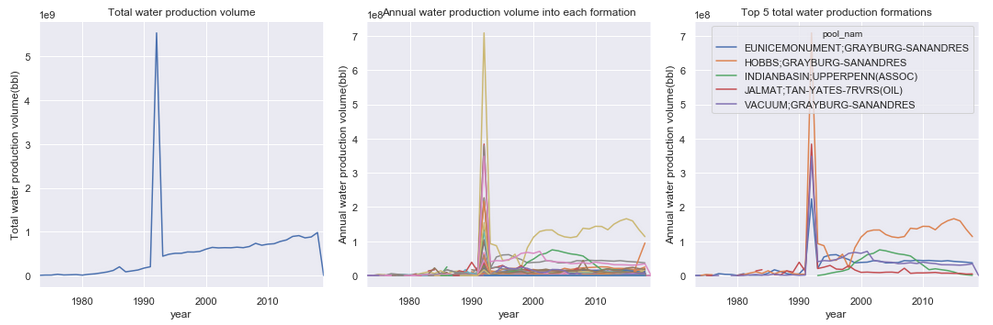 Total water production volume
1e9
5
4
3
2
1
0
1980
1990
2000
2010
year
Total water production volume(bbl)
1e8
Annual water production volume into each formation
7
6
5
4
3
2
1
0
1980
1990
2000
2010
year
Annual water production volume(bbl)
1e8
Top 5 total water production formations
7
6
5
4
3
2
1
0
1980
1990
2000
2010
year
Annual water production volume(bbl)
pool_nam
EUNICEMONUMENT;GRAYBURG-SANANDRES
HOBBS;GRAYBURG-SANANDRES
INDIANBASIN;UPPERPENN(ASSOC)
JALMAT;TAN-YATES-7RVRS(OIL)
VACUUM;GRAYBURG-SANANDRES